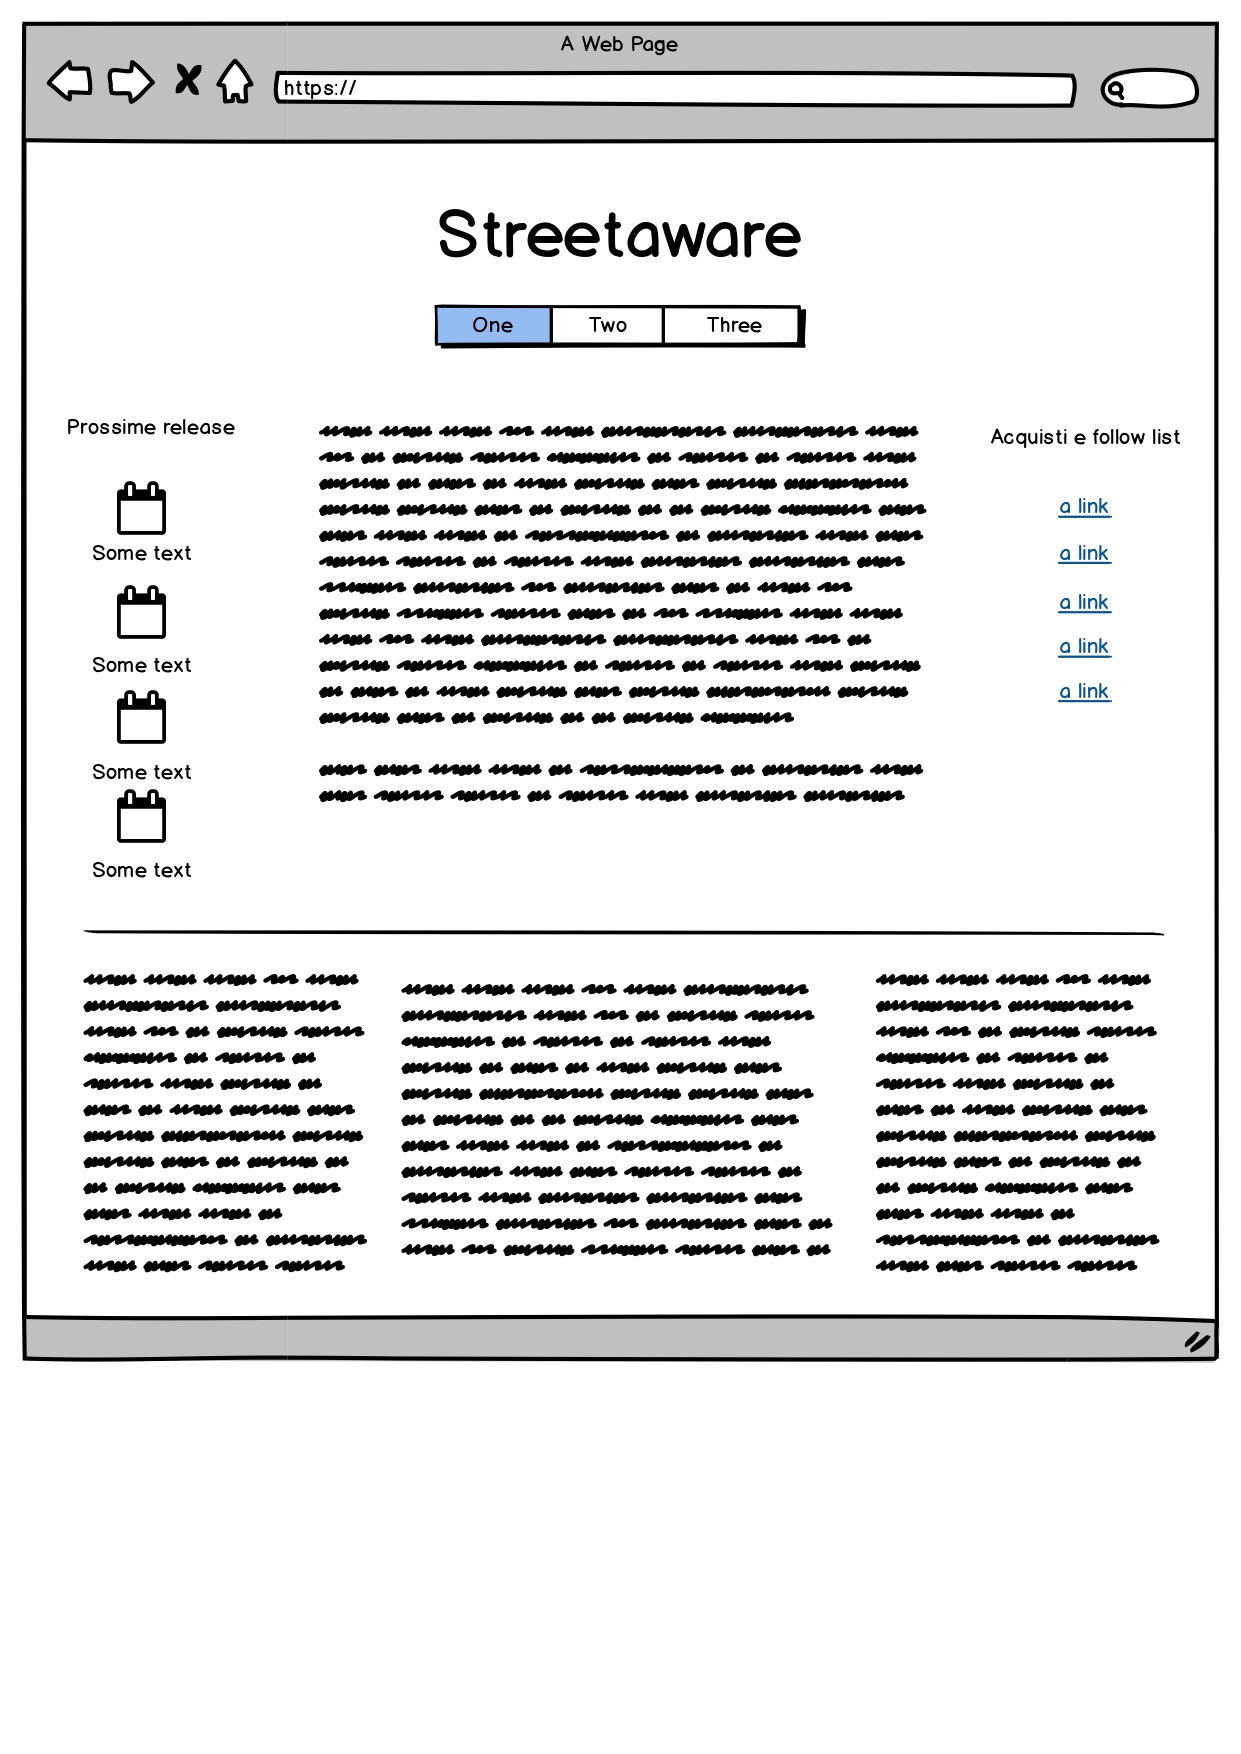 A Web Page
https://
Streetaware
One Two Three
Prossime release
Some text
Some text
Some text
Some text
Acquisti e follow list
a link
a link
a link
a link
a link